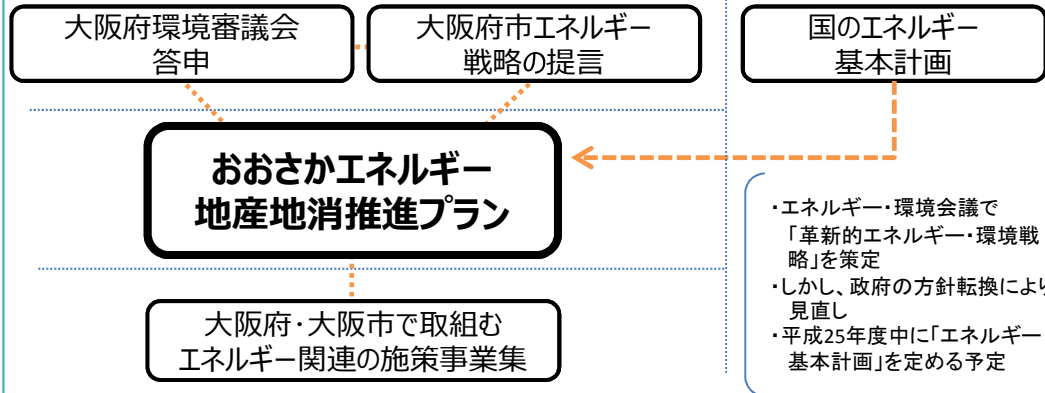 大阪府環境審議会
答申
大阪府市エネルギー
戦略の提言
国のエネルギー
基本計画
おおさかエネルギー
地産地消推進プラン
・エネルギー・環境会議で
「革新的エネルギー・環境戦
略」を策定
・しかし、政府の方針転換により
見直し
・平成25年度中に「エネルギー
基本計画」を定める予定
大阪府・大阪市で取組む
エネルギー関連の施策事業集